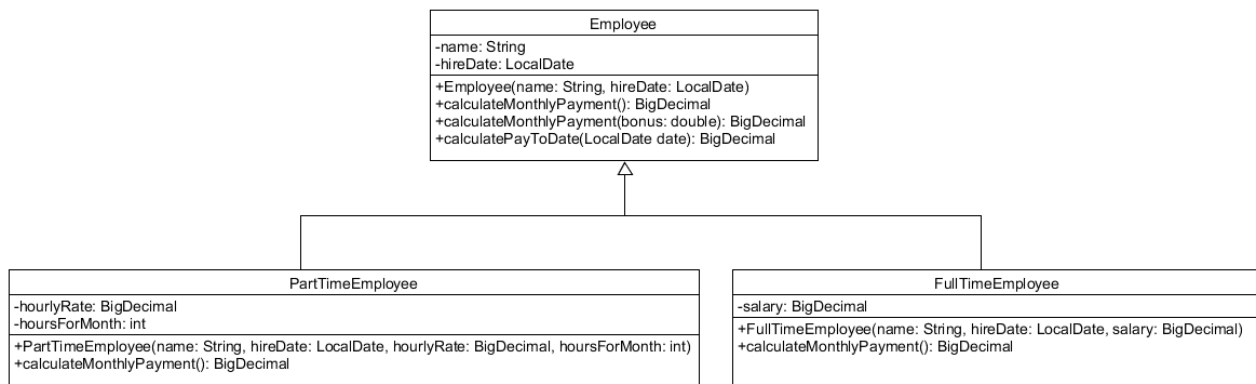 Employee
-name: String
-hireDate: LocalDate
+Employee(name: String, hireDate: LocalDate)
+calculateMonthlyPayment(): BigDecimal
+calculateMonthlyPayment(bonus: double): BigDecimal
+calculatePayToDate(LocalDate date): BigDecimal
PartTimeEmployee
-hourlyRate: BigDecimal
-hoursForMonth: int
+PartTimeEmployee(name: String, hireDate: LocalDate, hourlyRate: BigDecimal, hoursForMonth: int)
+calculateMonthlyPayment(): BigDecimal
FullTimeEmployee
-salary: BigDecimal
+FullTimeEmployee(name: String, hireDate: LocalDate, salary: BigDecimal)
+calculateMonthlyPayment(): BigDecimal